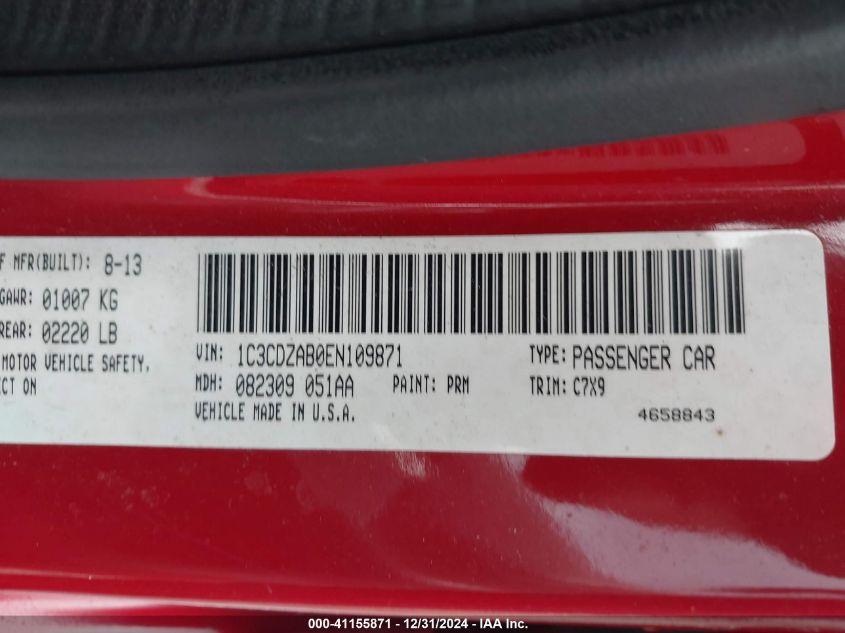 F MFR(BUILT): 8-13
GAWR: 01007 KG
REAR: 02220 LB
MOTOR VEHICLE SAFETY.
ECT ON
VIN: 1C3CDZAB0EN109871
TYPE: PASSENGER CAR
MDH: 082309 051AA
PAINT: PRM
TRIM: C7X9
VEHICLE MADE IN U.S.A.
4658843
000-41155871 - 12/31/2024 - IAA Inc.